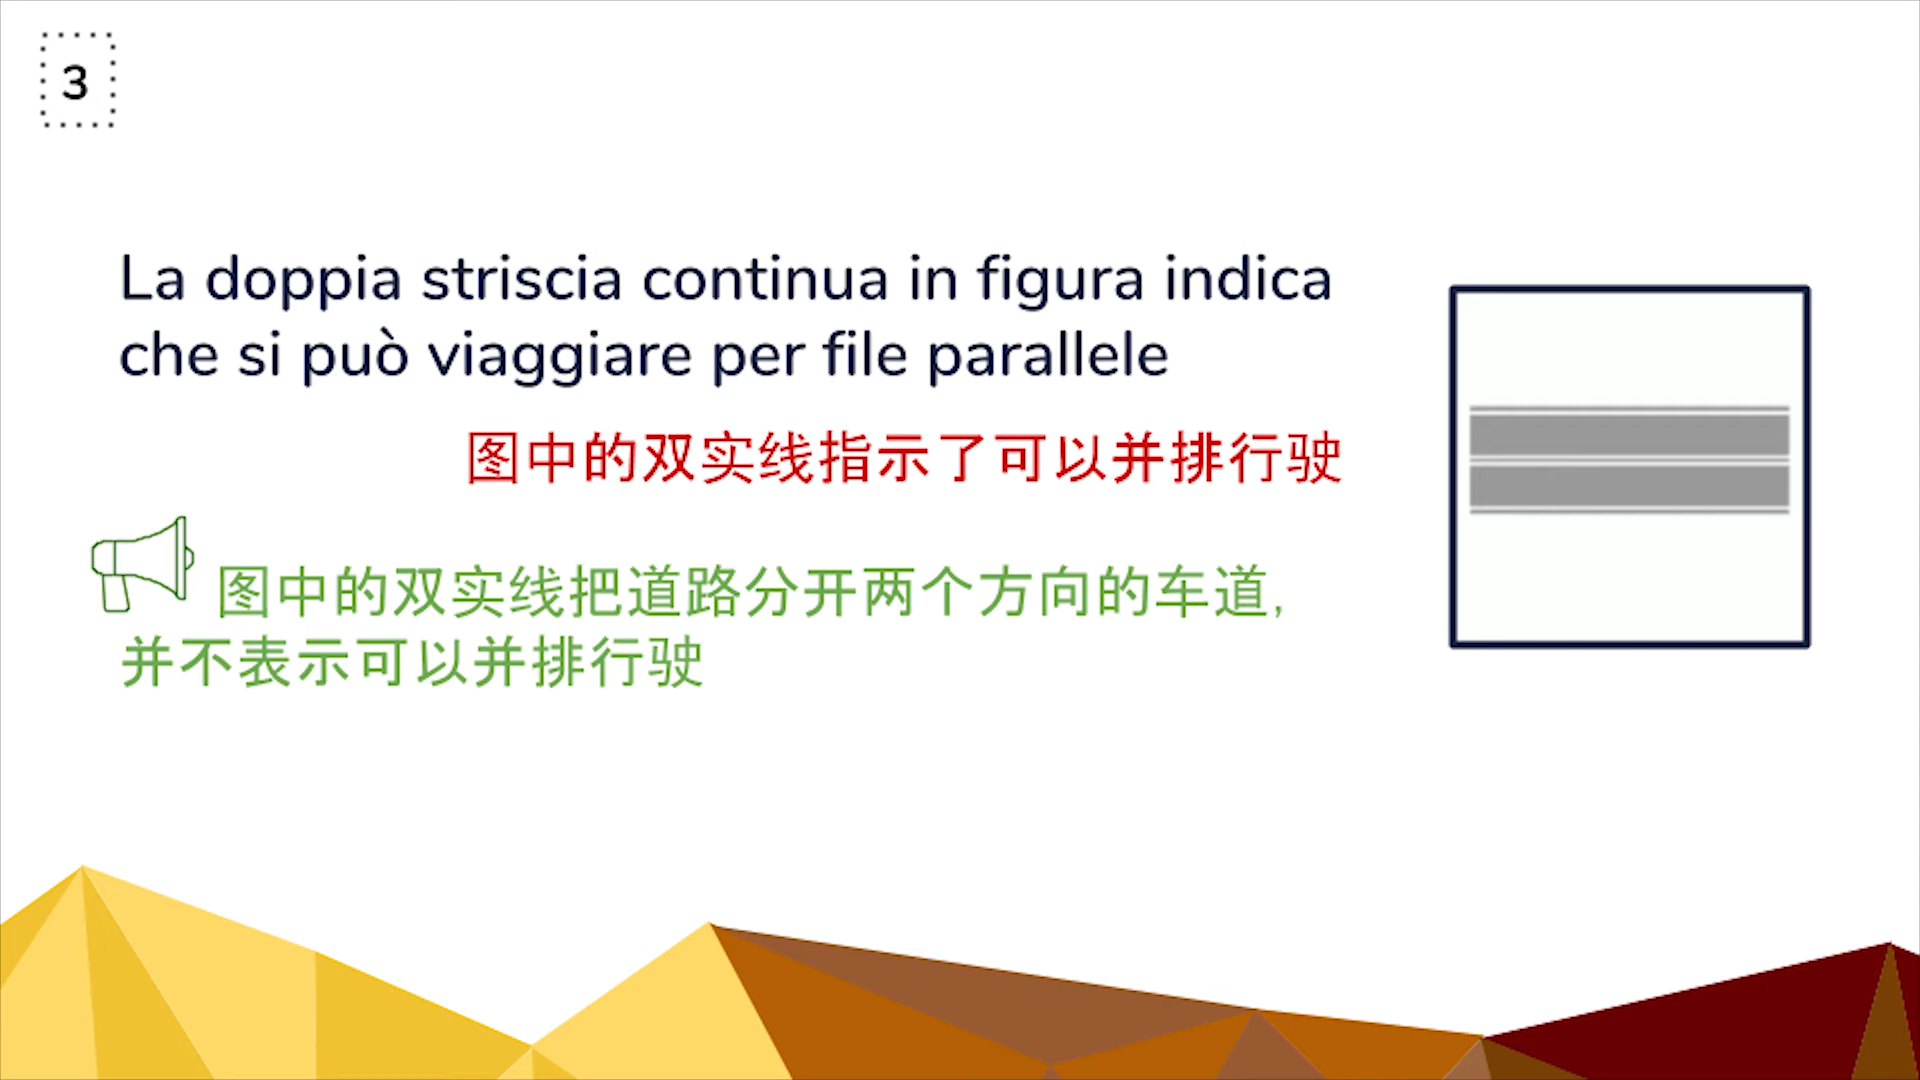 3
La doppia striscia continua in figura indica
che si può viaggiare per file parallele
图中的双实线指示了可以并排行驶
图中的双实线把道路分开两个方向的车道,
并不表示可以并排行驶